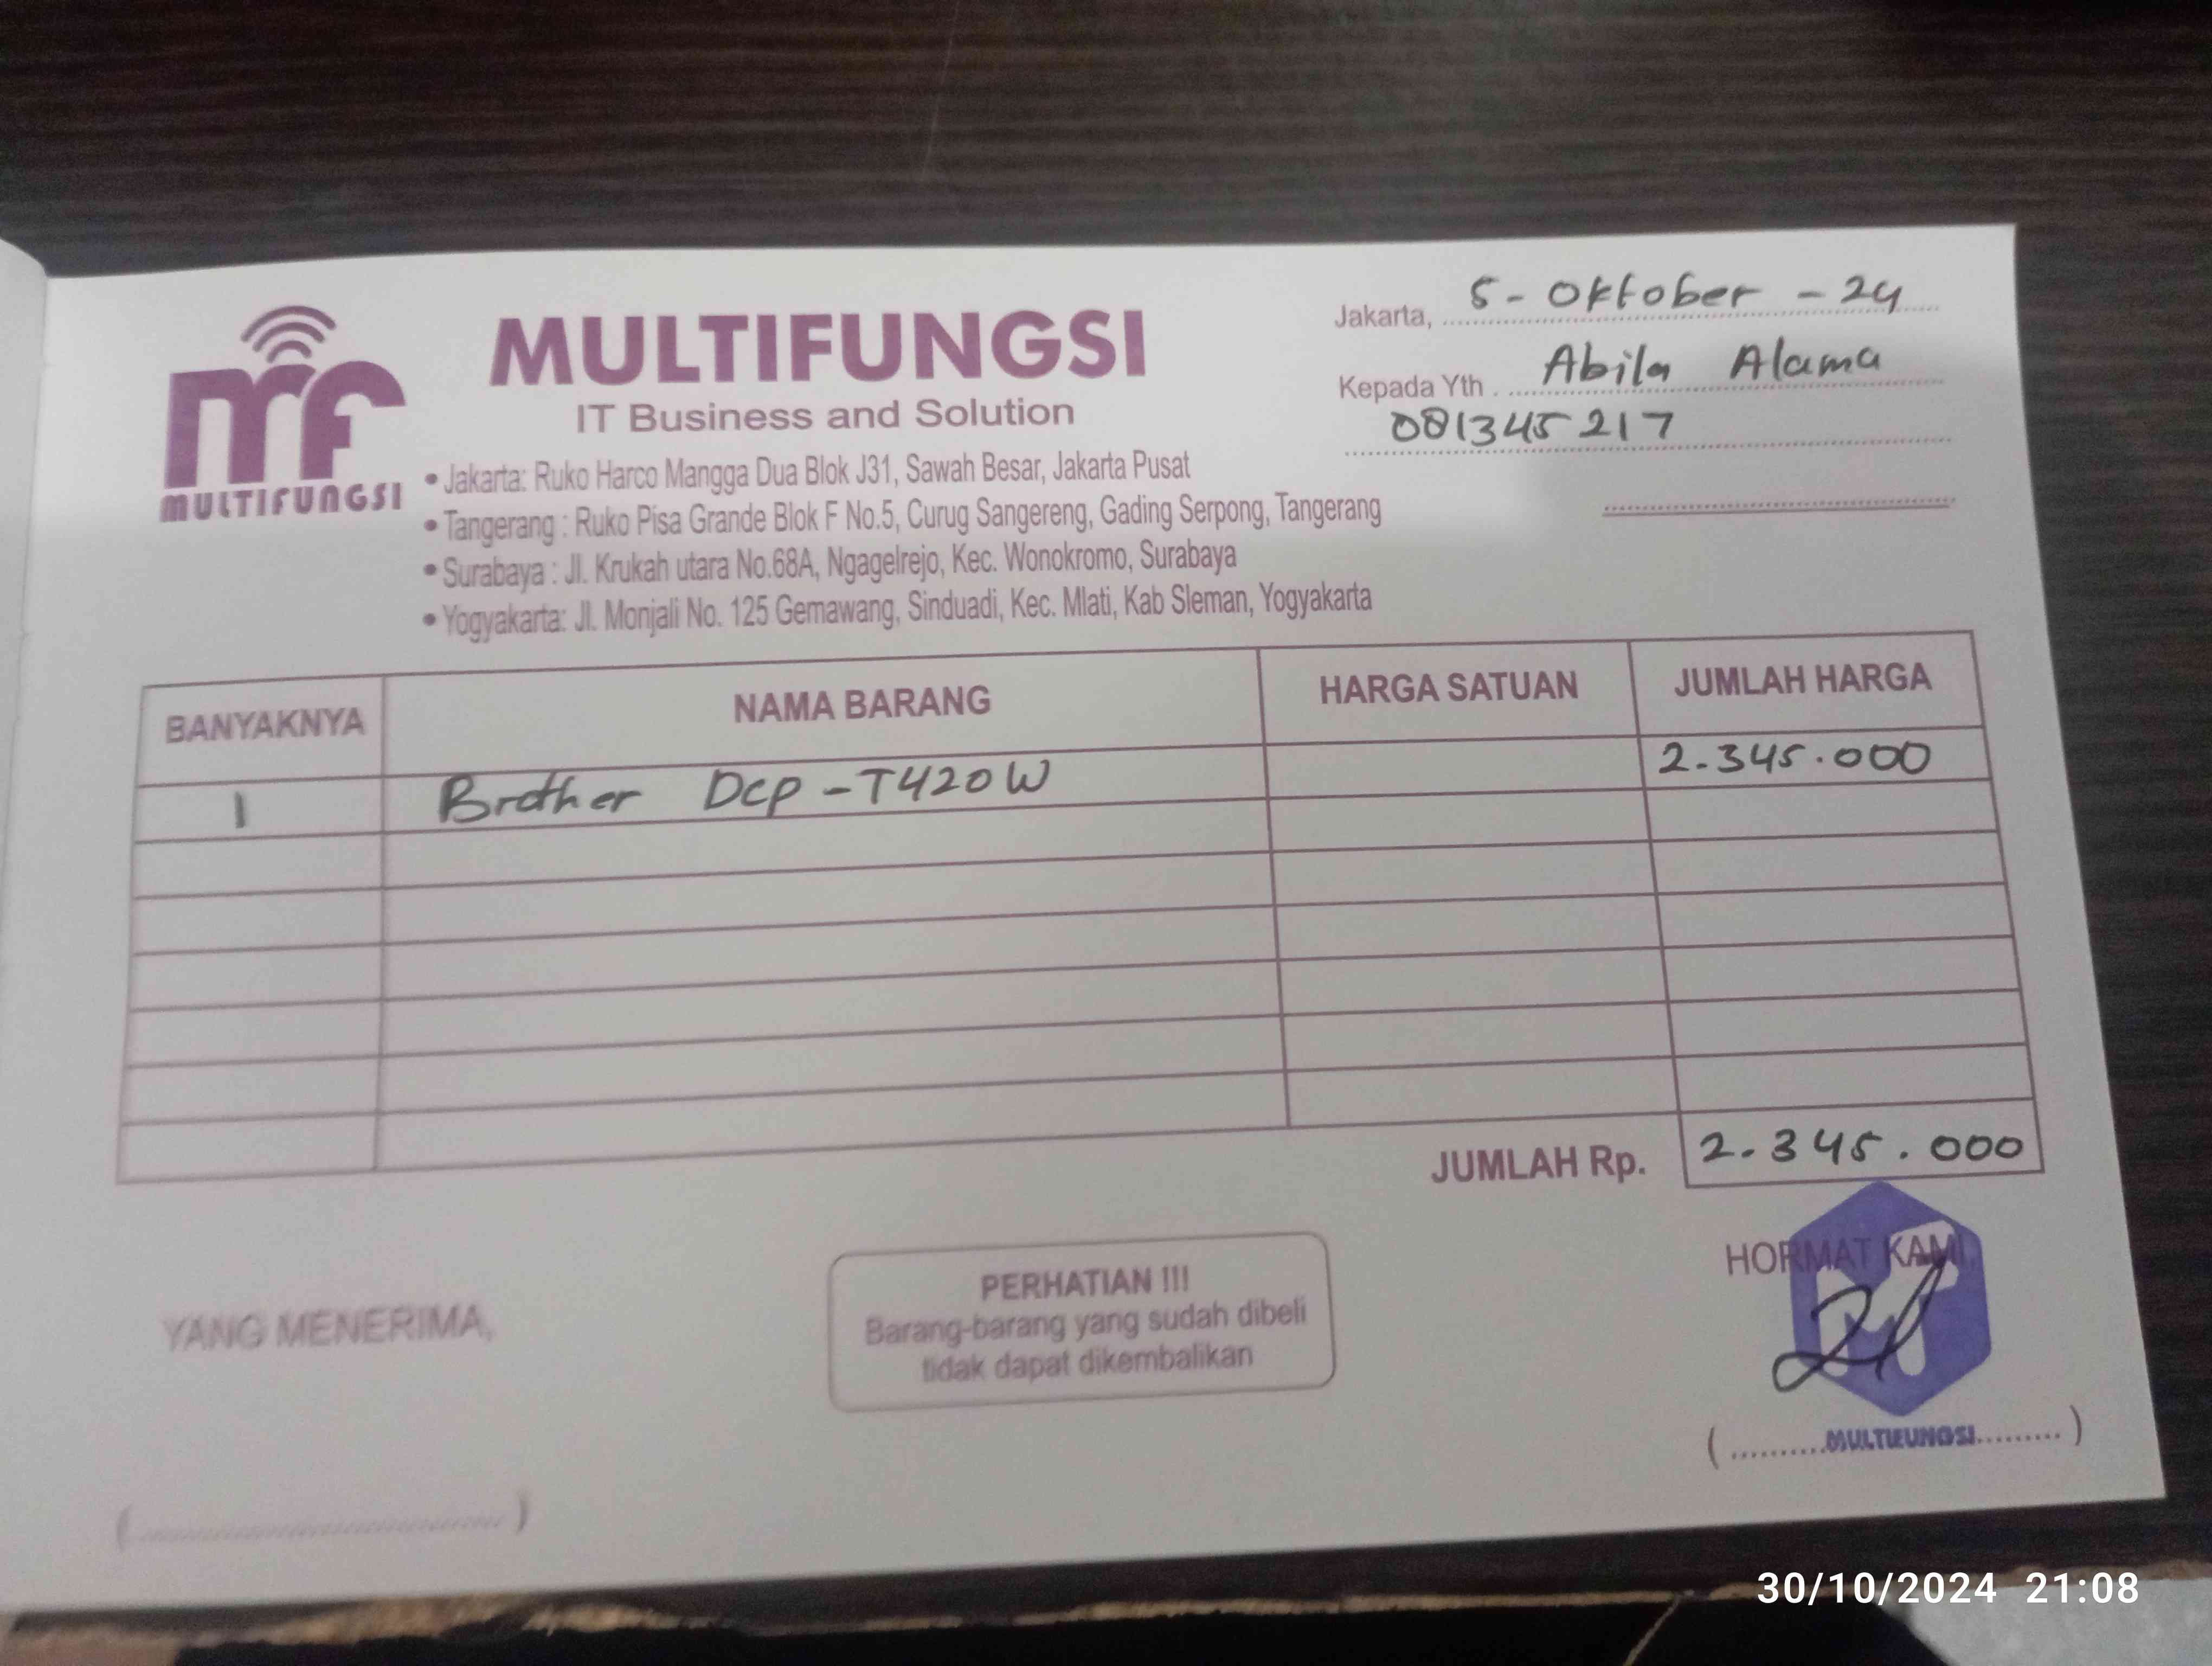 MULTIFUNGSI
IT Business and Solution
mf
MULTIFUNGSI
• Jakarta: Ruko Harco Mangga Dua Blok J31, Sawah Besar, Jakarta Pusat
• Tangerang : Ruko Pisa Grande Blok F No.5, Curug Sangereng, Gading Serpong, Tangerang
• Surabaya : Jl. Krukah utara No.68A, Ngagelrejo, Kec. Wonokromo, Surabaya
• Yogyakarta: Jl. Monjali No. 125 Gemawang, Sinduadi, Kec. Mlati, Kab Sleman, Yogyakarta
Jakarta, 5 - Oktober - 24
Kepada Yth . Abila Alama
081345217
BANYAKNYA NAMA BARANG HARGA SATUAN JUMLAH HARGA
1 Brother Dcp - T420W 2.345.000
JUMLAH Rp. 2.345.000
YANG MENERIMA,
PERHATIAN !!!
Barang-barang yang sudah dibeli
tidak dapat dikembalikan
HORMAT KAMI,
MULTIFUNGSI
30/10/2024 21:08